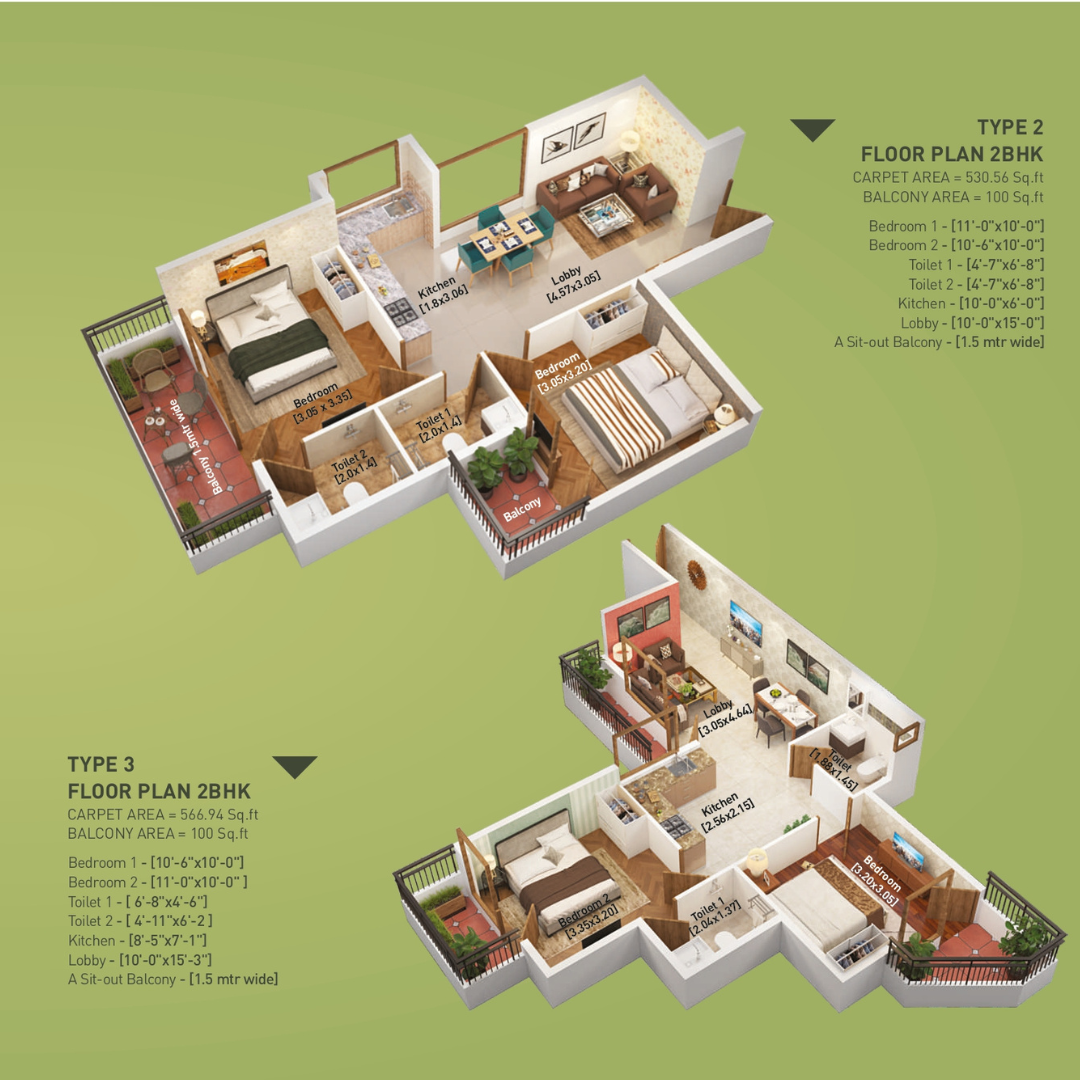 TYPE 2
FLOOR PLAN 2BHK
CARPET AREA = 530.56 Sq.ft
BALCONY AREA = 100 Sq.ft
Bedroom 1 - [11'-0"x10'-0"]
Bedroom 2 - [10'-6"x10'-0"]
Toilet 1 - [4'-7"x6'-8"]
Toilet 2 - [4'-7"x6'-8"]
Kitchen - [10'-0"x6'-0"]
Lobby - [10'-0"x15'-0"]
A Sit-out Balcony - [1.5 mtr wide]
Kitchen
[1.8x3.06]
Lobby
[4.57x3.05]
Bedroom
[3.05x3.20]
Bedroom
[3.05 x 3.35]
Balcony 1.5mtr wide
Toilet 1
[2.0x1.4]
Toilet 2
[2.0x1.4]
Balcony
TYPE 3
FLOOR PLAN 2BHK
CARPET AREA = 566.94 Sq.ft
BALCONY AREA = 100 Sq.ft
Bedroom 1 - [10'-6"x10'-0"]
Bedroom 2 - [11'-0"x10'-0" ]
Toilet 1 - [ 6'-8"x4'-6"]
Toilet 2 - [ 4'-11"x6'-2 ]
Kitchen - [8'-5"x7'-1"]
Lobby - [10'-0"x15'-3"]
A Sit-out Balcony - [1.5 mtr wide]
Lobby
[3.05x4.64]
Toilet
[1.88x1.45]
Kitchen
[2.56x2.15]
Bedroom
[3.20x3.05]
Bedroom 2
[3.35x3.20]
Toilet 1
[2.04x1.37]